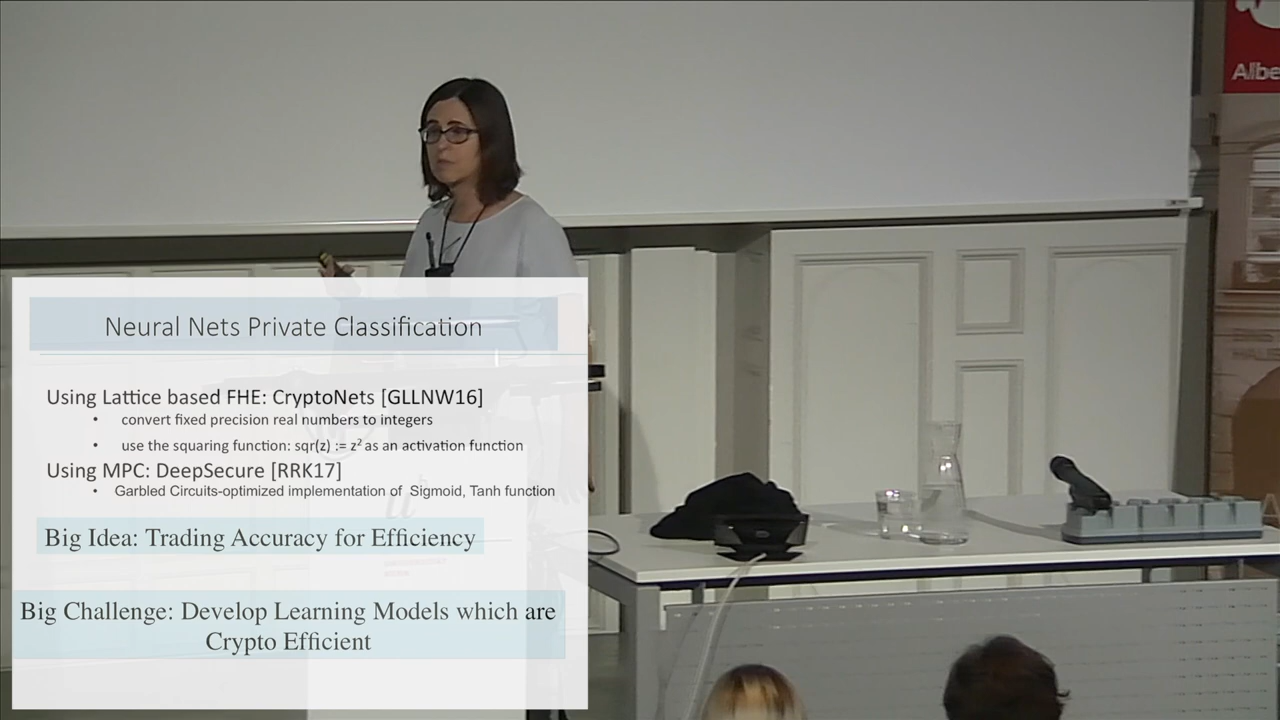 Albe
Neural Nets Private Classification
Using Lattice based FHE: CryptoNets [GLLNW16]
• convert fixed precision real numbers to integers
• use the squaring function: sqr(z) := z² as an activation function
Using MPC: DeepSecure [RRK17]
• Garbled Circuits-optimized implementation of Sigmoid, Tanh function
Big Idea: Trading Accuracy for Efficiency
Big Challenge: Develop Learning Models which are
Crypto Efficient